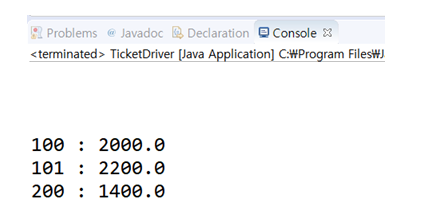 Problems @ Javadoc Declaration Console
<terminated> TicketDriver [Java Application] C:₩Program Files₩J
100 : 2000.0
101 : 2200.0
200 : 1400.0